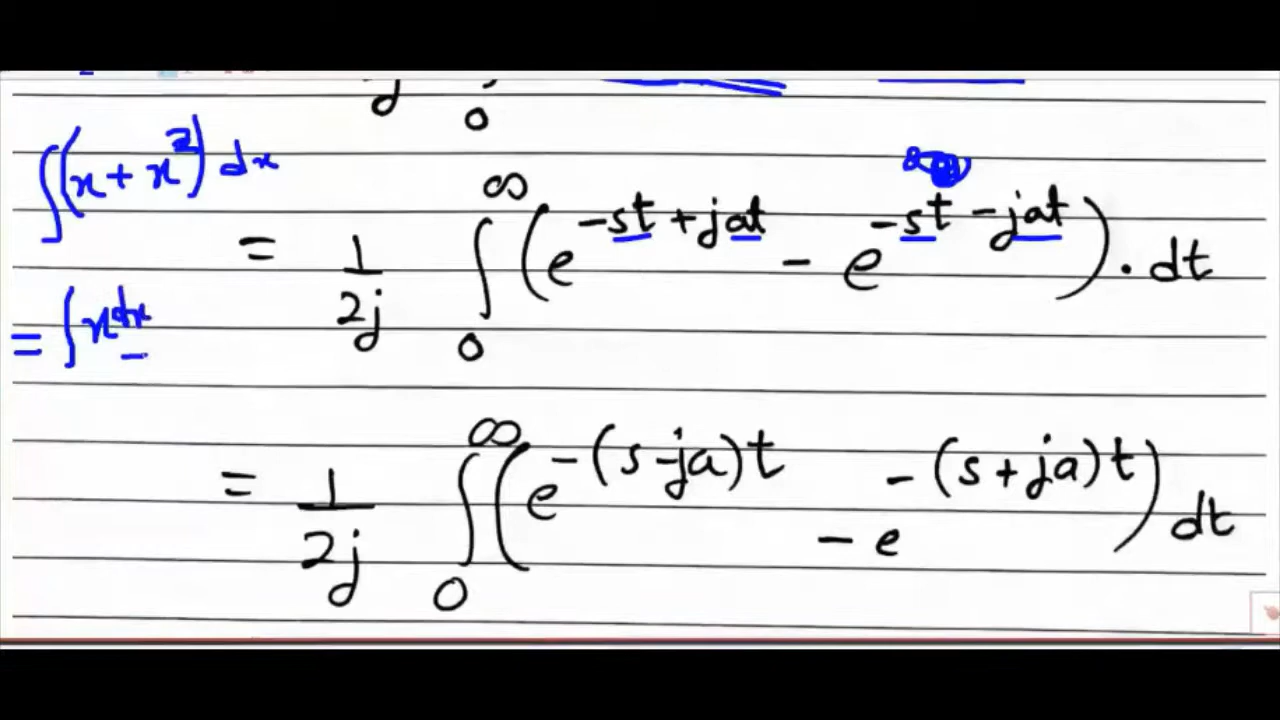 ∫(x + x²) dx
= 1/2j ∫₀^∞ (e^(-st + jat) - e^(-st - jat)) . dt
= ∫x dx
= 1/2j ∫₀^∞ (e^(-(s-ja)t) - e^(-(s+ja)t)) dt